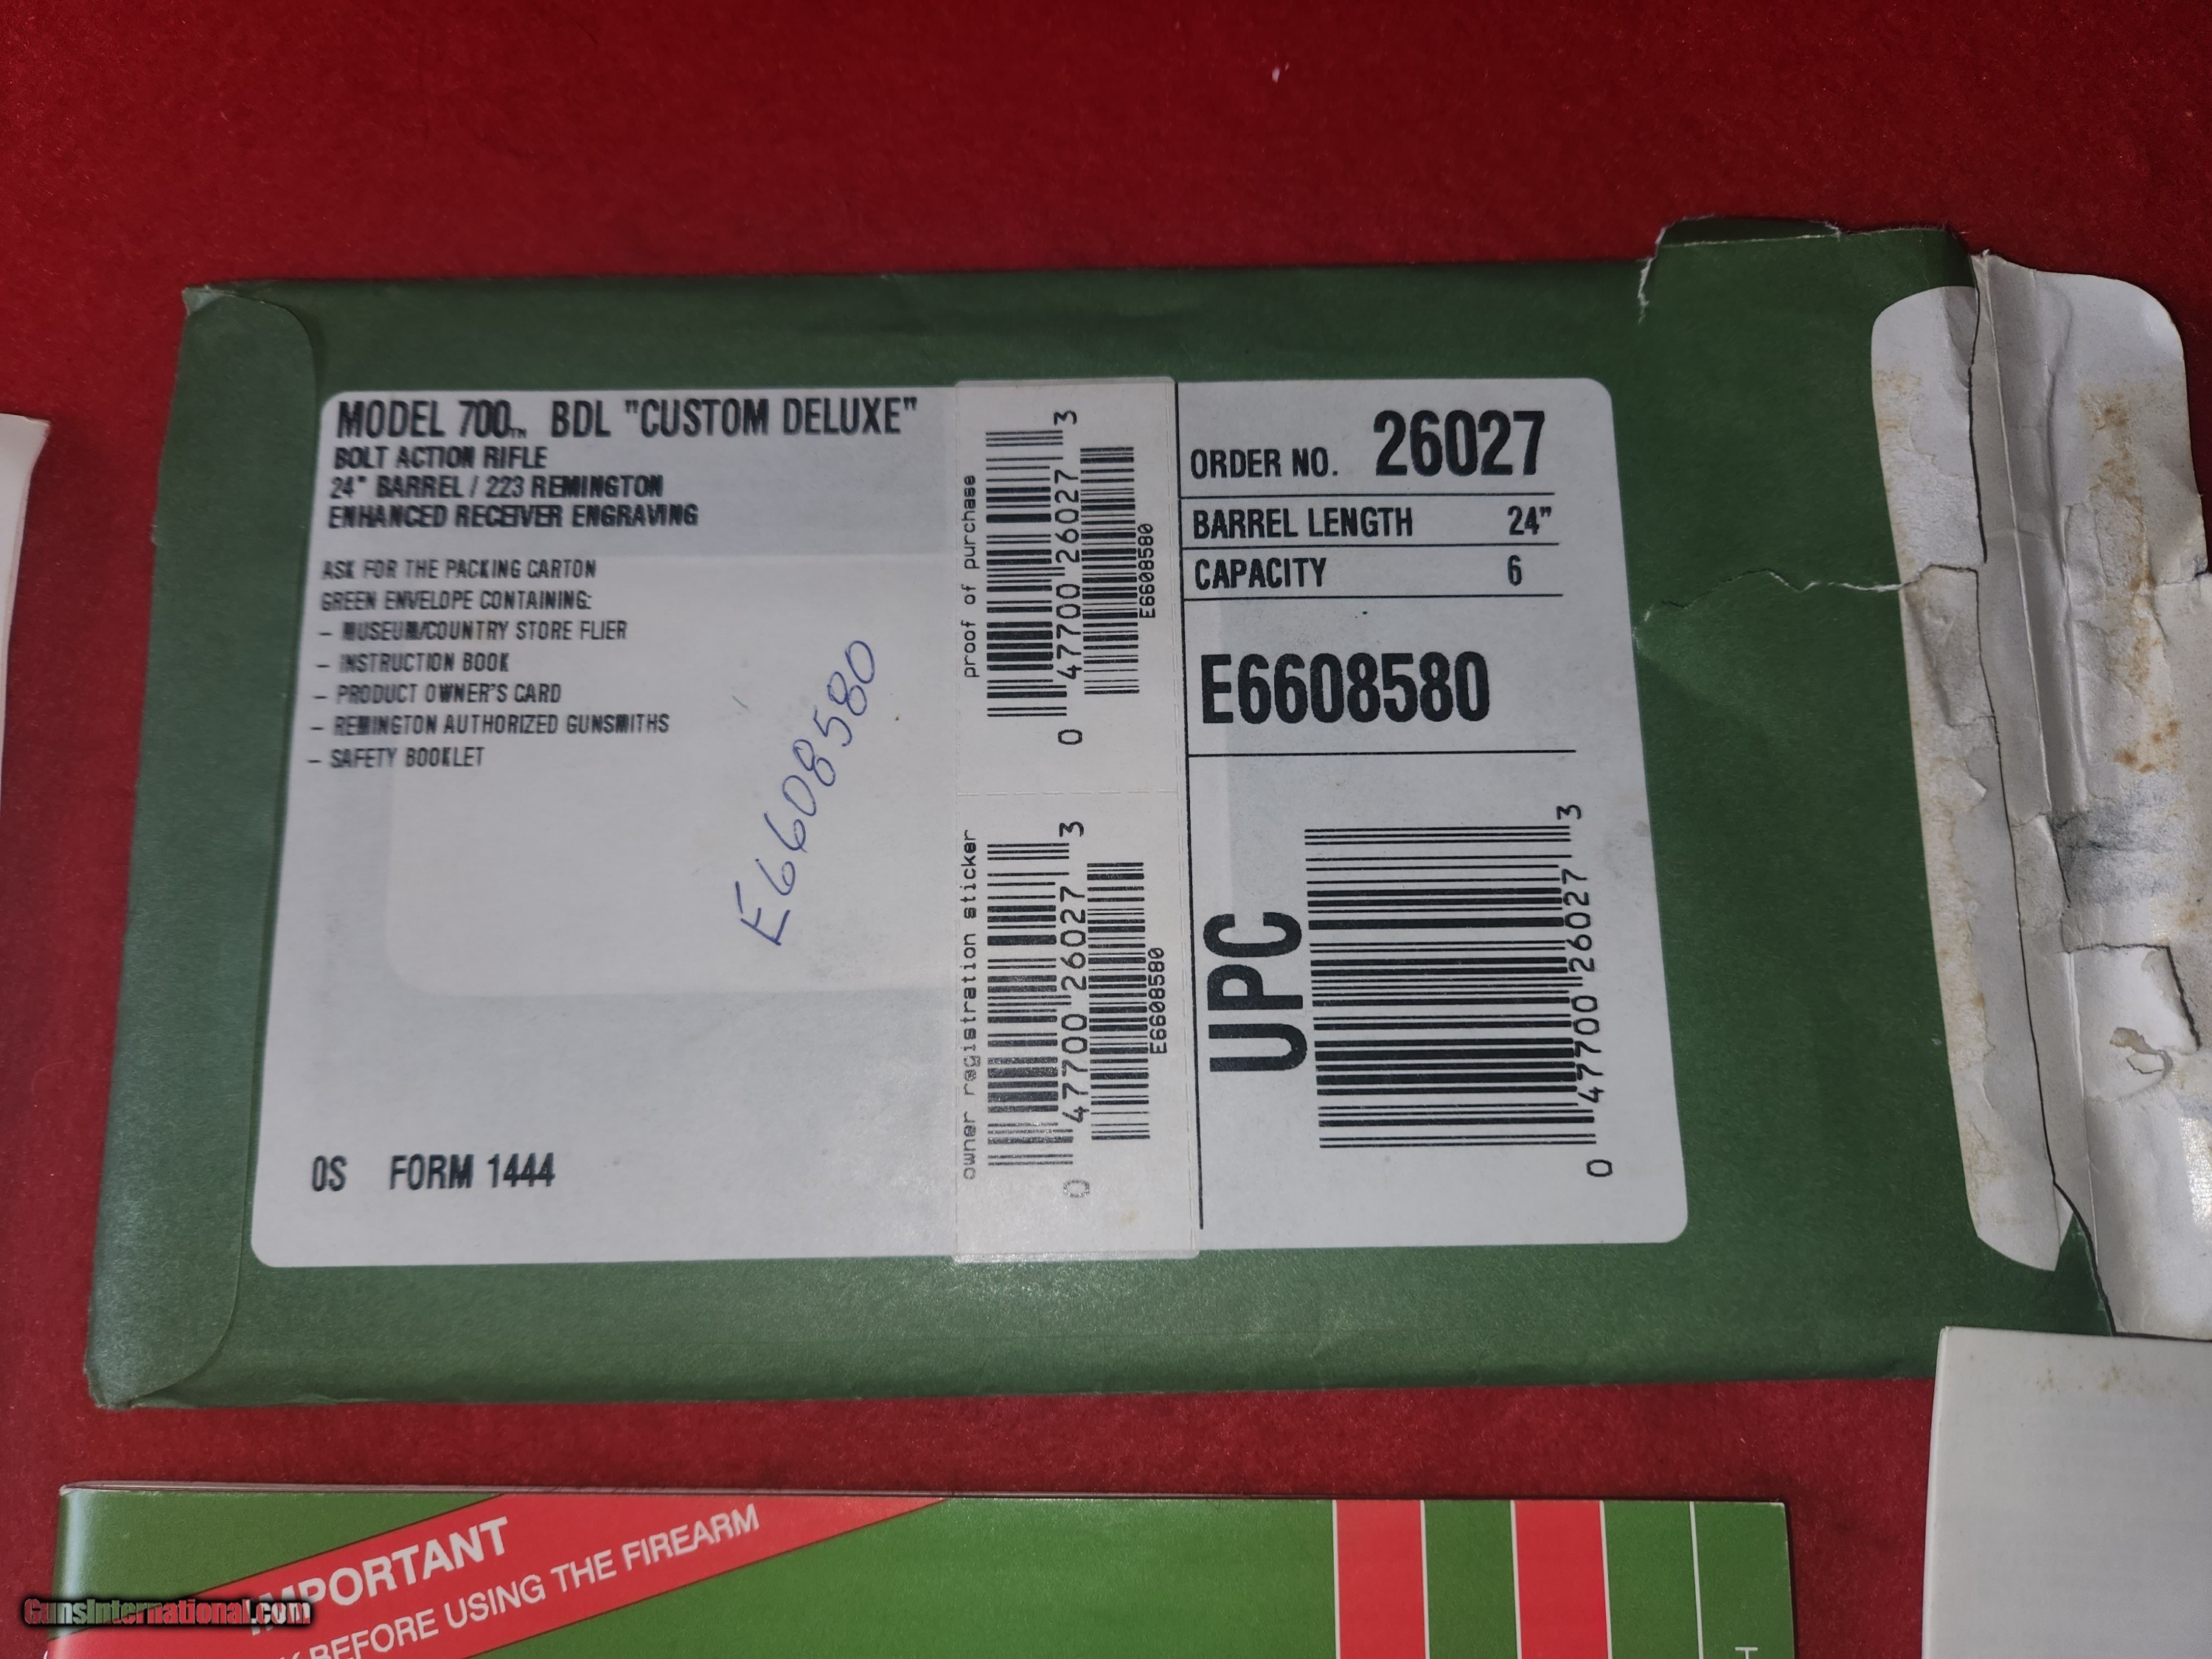 MODEL 700™ BDL "CUSTOM DELUXE"
BOLT ACTION RIFLE
24" BARREL / 223 REMINGTON
ENHANCED RECEIVER ENGRAVING
ASK FOR THE PACKING CARTON
GREEN ENVELOPE CONTAINING:
– MUSEUM/COUNTRY STORE FLIER
– INSTRUCTION BOOK
– PRODUCT OWNER'S CARD
– REMINGTON AUTHORIZED GUNSMITHS
– SAFETY BOOKLET
E6608580
OS FORM 1444
proof of purchase
0 47700 26027 3
E6608580
owner registration sticker
0 47700 26027 3
E6608580
ORDER NO. 26027
BARREL LENGTH 24"
CAPACITY 6
E6608580
UPC
0 47700 26027 3
IMPORTANT
BEFORE USING THE FIREARM
GunsInternational.com